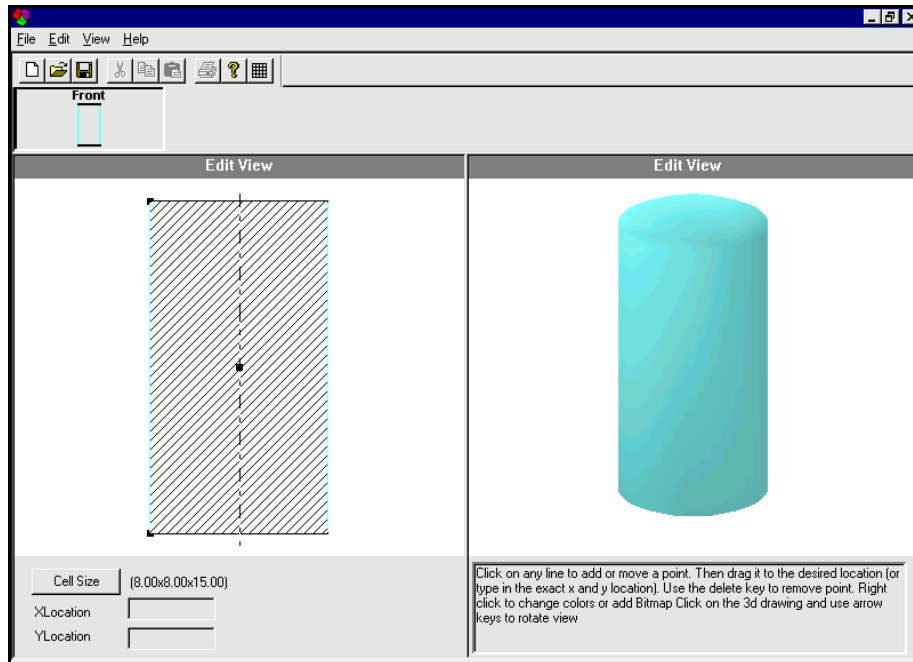 File Edit View Help
Front
Edit View
Edit View
Cell Size (8.00x8.00x15.00)
XLocation
YLocation
Click on any line to add or move a point. Then drag it to the desired location (or
type in the exact x and y location). Use the delete key to remove point. Right
click to change colors or add Bitmap Click on the 3d drawing and use arrow
keys to rotate view